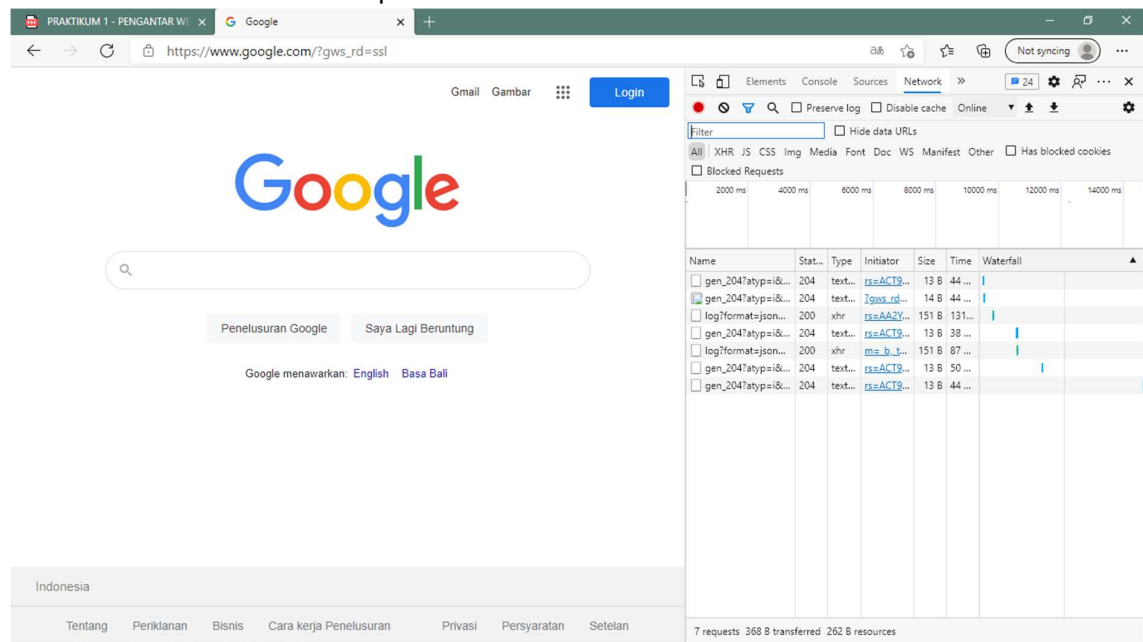 PRAKTIKUM 1 - PENGANTAR WE
Google
https://www.google.com/?gws_rd=ssl
Not syncing
Gmail Gambar Login
Google
Penelusuran Google Saya Lagi Beruntung
Google menawarkan: English Basa Bali
Indonesia
Tentang Periklanan Bisnis Cara kerja Penelusuran Privasi Persyaratan Setelan
Elements Console Sources Network 24
Preserve log Disable cache Online
Filter Hide data URLs
All XHR JS CSS Img Media Font Doc WS Manifest Other Has blocked cookies
Blocked Requests
2000 ms 4000 ms 6000 ms 8000 ms 10000 ms 12000 ms 14000 ms
Name Stat... Type Initiator Size Time Waterfall
gen_204?atyp=i&... 204 text... rs=ACT9... 13 B 44 ...
gen_204?atyp=i&... 204 text... ?gws_rd... 14 B 44 ...
log?format=json... 200 xhr rs=AA2Y... 151 B 131...
gen_204?atyp=i&... 204 text... rs=ACT9... 13 B 38 ...
log?format=json... 200 xhr m=_b,_t... 151 B 87 ...
gen_204?atyp=i&... 204 text... rs=ACT9... 13 B 50 ...
gen_204?atyp=i&... 204 text... rs=ACT9... 13 B 44 ...
7 requests 368 B transferred 262 B resources